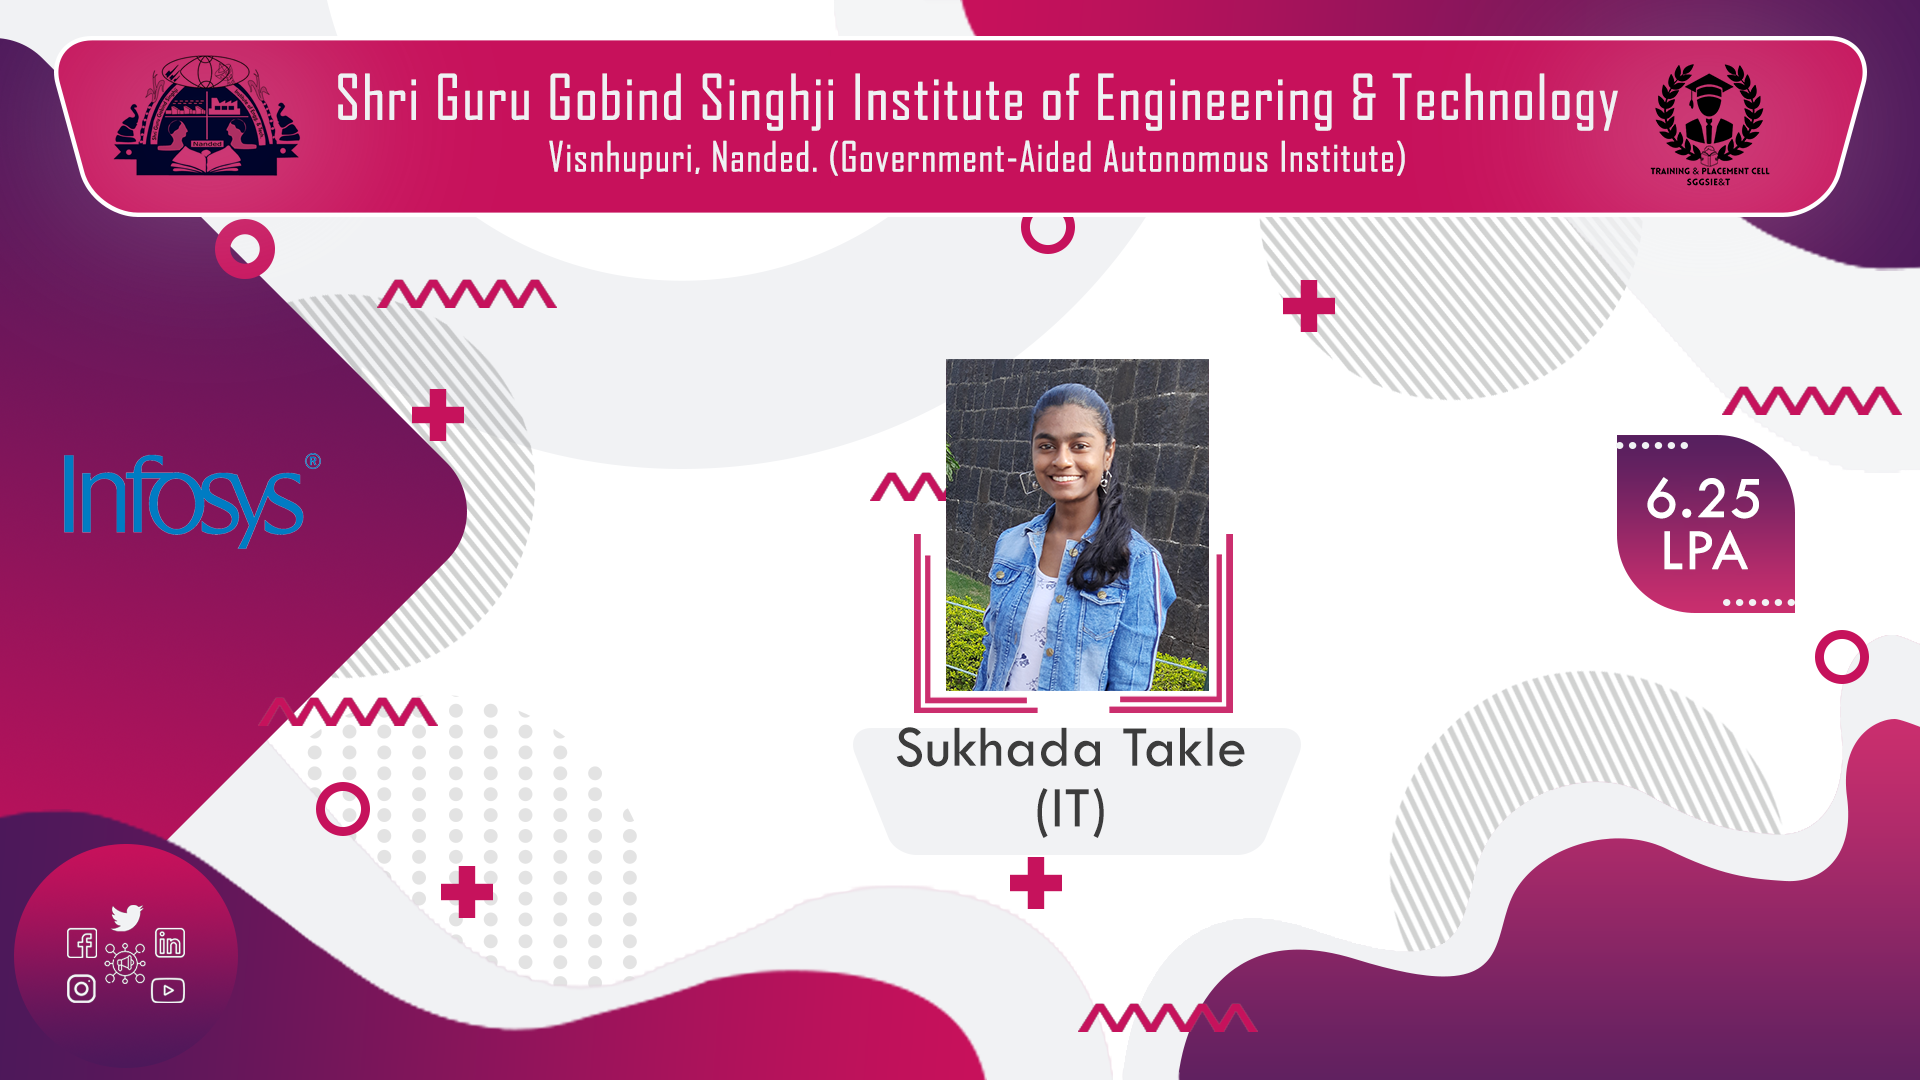 Shri Guru Gobind Singhji Institute of Engineering & Technology
Visnhupuri, Nanded. (Government-Aided Autonomous Institute)
Nanded
TRAINING & PLACEMENT CELL
SGGSIE&T
Infosys®
6.25
LPA
Sukhada Takle
(IT)